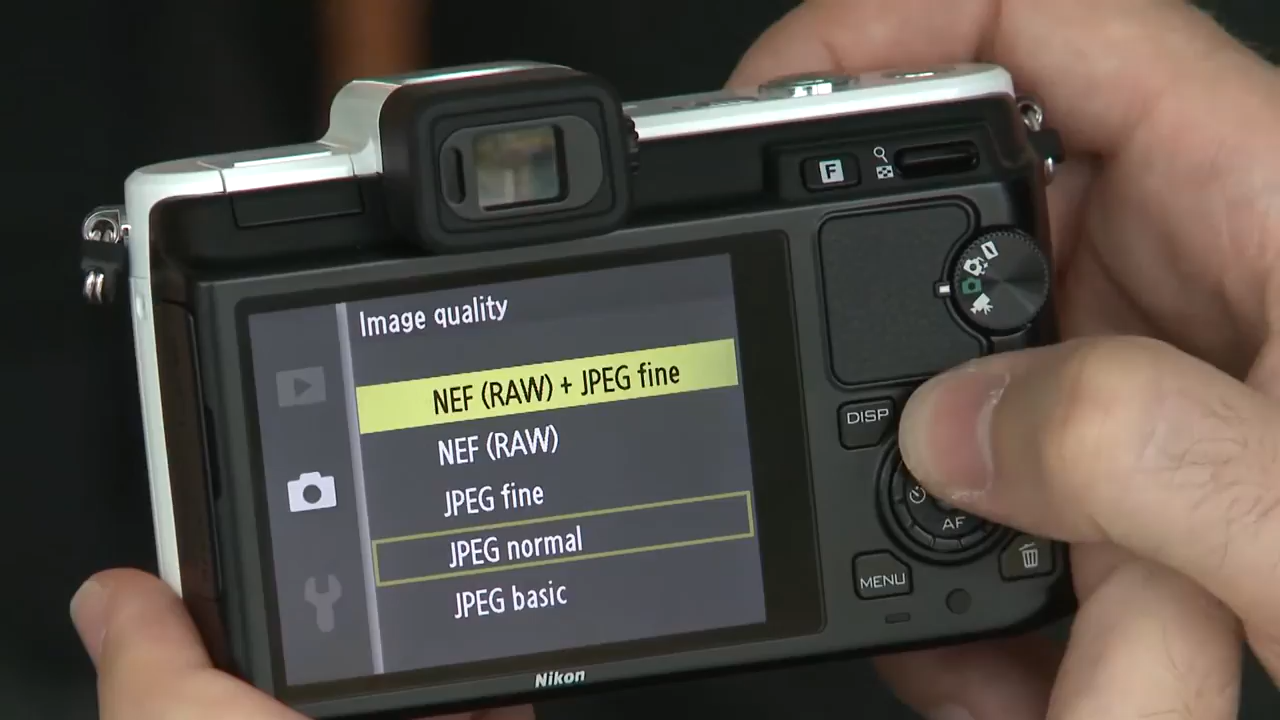 F
Image quality
NEF (RAW) + JPEG fine
NEF (RAW)
JPEG fine
JPEG normal
JPEG basic
DISP
AF
MENU
Nikon